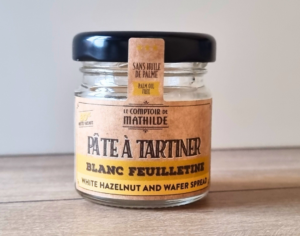 SANS HUILE
DE PALME
PALM OIL
FREE
LE COMPTOIR DE
MATHILDE
PÂTE À TARTINER
BLANC FEUILLETINE
WHITE HAZELNUT AND WAFER SPREAD